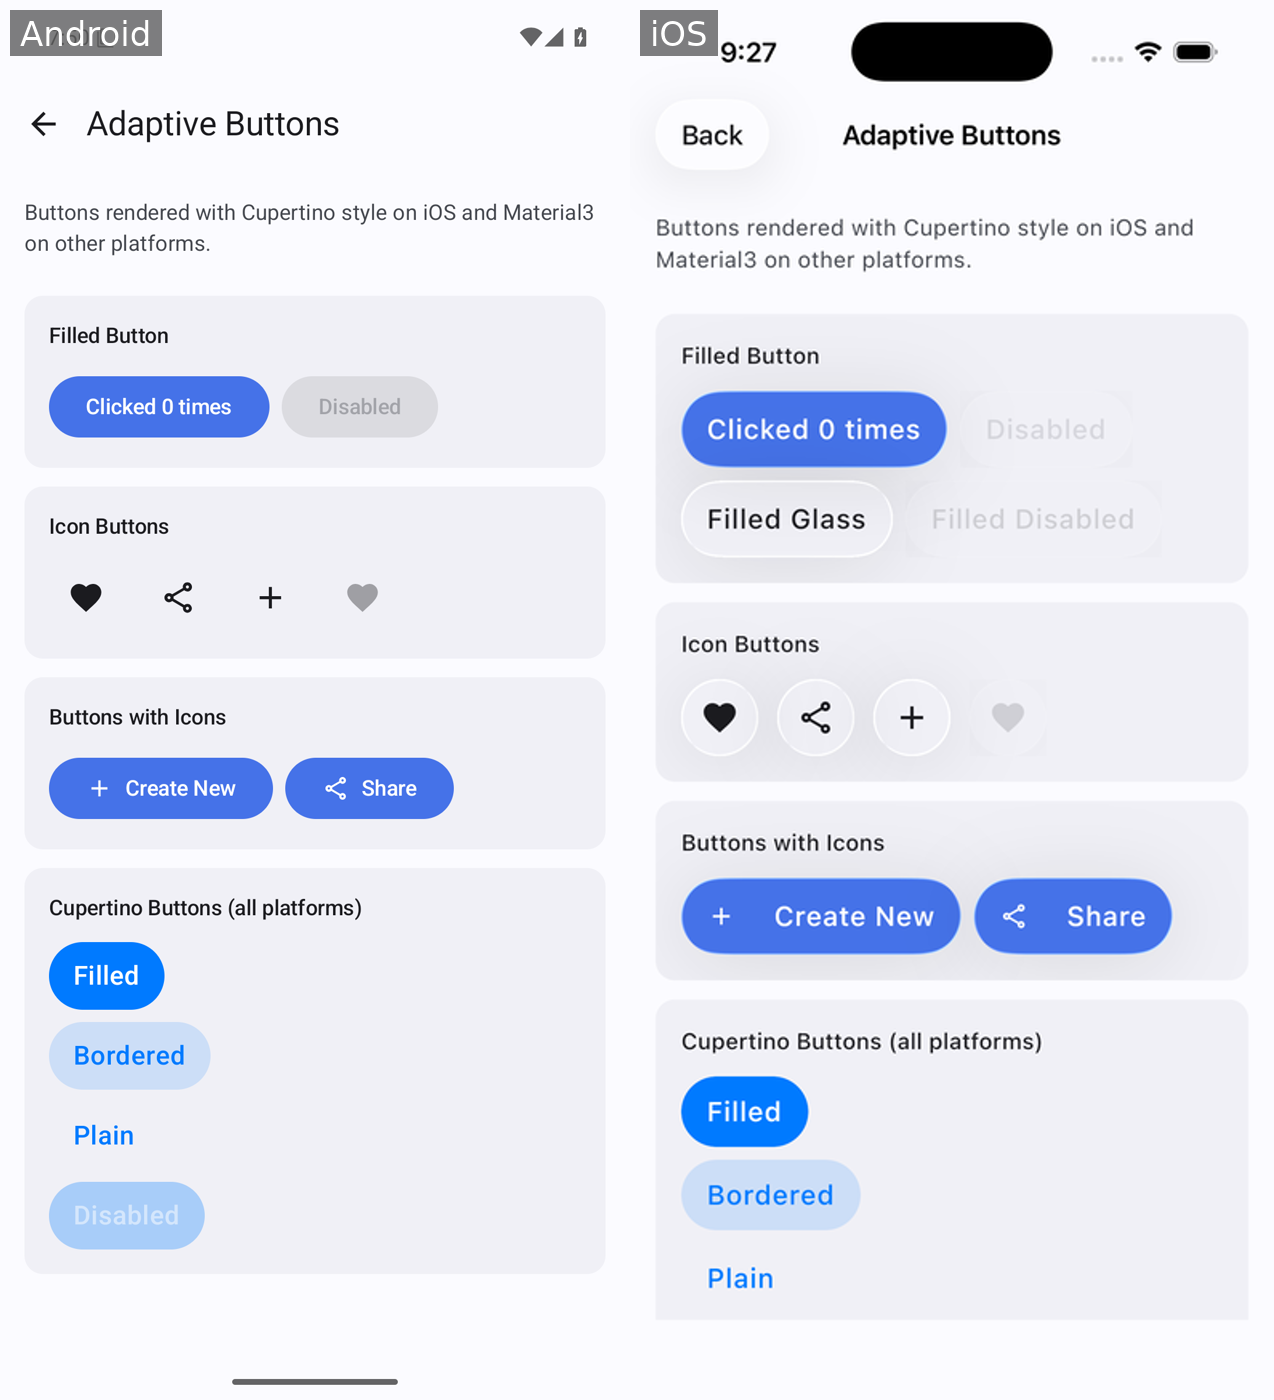 Android
Adaptive Buttons
Buttons rendered with Cupertino style on iOS and Material3
on other platforms.
Filled Button
Clicked 0 times
Disabled
Icon Buttons
Buttons with Icons
Create New
Share
Cupertino Buttons (all platforms)
Filled
Bordered
Plain
Disabled
iOS
9:27
Back
Adaptive Buttons
Buttons rendered with Cupertino style on iOS and
Material3 on other platforms.
Filled Button
Clicked 0 times
Disabled
Filled Glass
Filled Disabled
Icon Buttons
Buttons with Icons
Create New
Share
Cupertino Buttons (all platforms)
Filled
Bordered
Plain